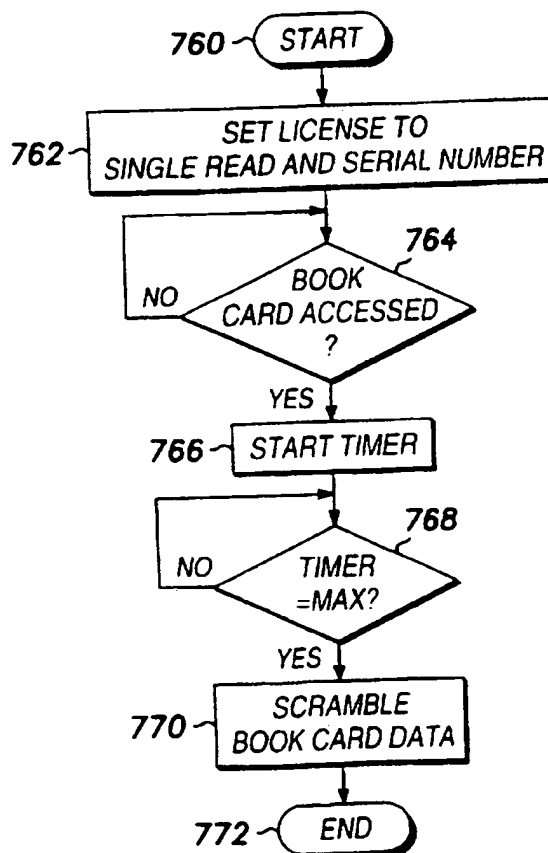 760
START
762
SET LICENSE TO
SINGLE READ AND SERIAL NUMBER
764
BOOK
CARD ACCESSED
?
NO
YES
766
START TIMER
768
TIMER
=MAX?
NO
YES
770
SCRAMBLE
BOOK CARD DATA
772
END